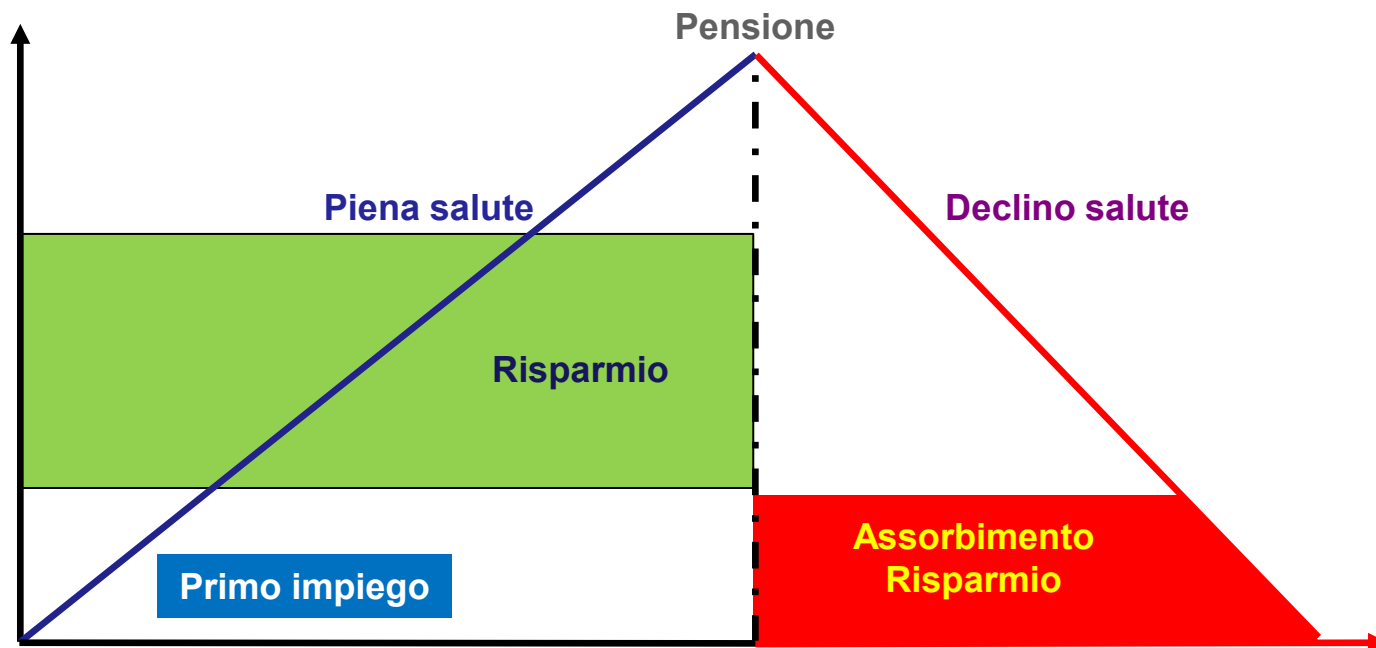 Pensione
Piena salute
Declino salute
Risparmio
Assorbimento
Risparmio
Primo impiego